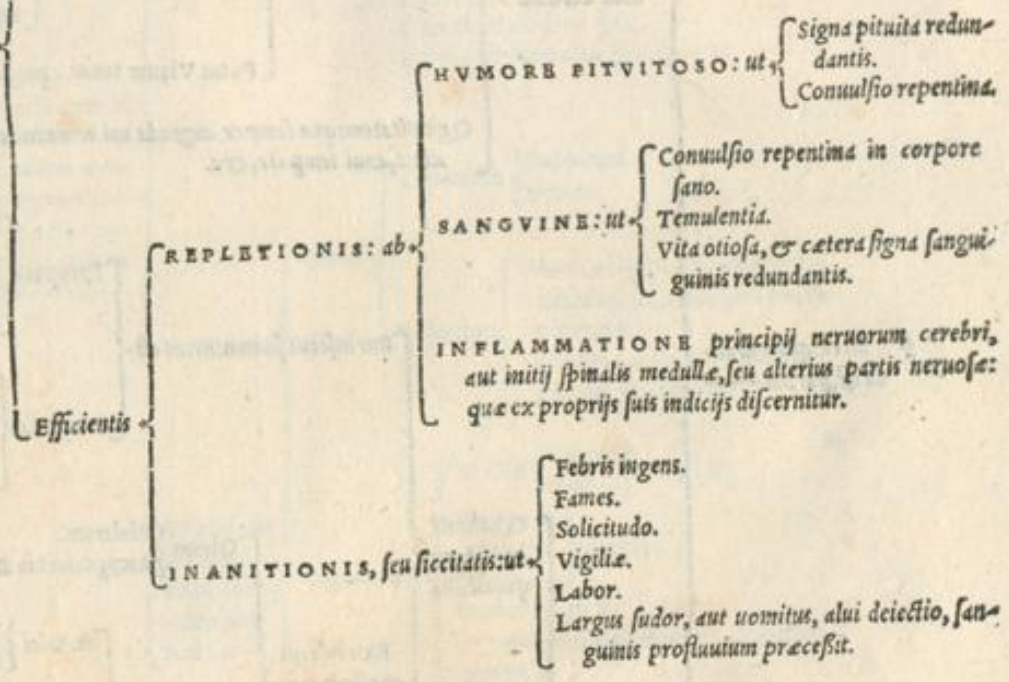 HVMORE PITVITOSO: ut
Signa pituita redun-
dantis.
Conuulſio repentina.
REPLETIONIS: ab
SANGVINE: ut
Conuulſio repentina in corpore
ſano.
Temulentia.
Vita otioſa, & cætera ſigna ſangui-
guinis redundantis.
INFLAMMATIONE principij neruorum cerebri,
aut initij ſpinalis medullæ, ſeu alterius partis neruoſæ:
quæ ex proprijs ſuis indicijs diſcernitur.
Efficientis
INANITIONIS, ſeu ſiccitatis: ut
Febris ingens.
Fames.
Solicitudo.
Vigiliæ.
Labor.
Largus ſudor, aut uomitus, alui deiectio, ſan-
guinis profluuium præceßit.